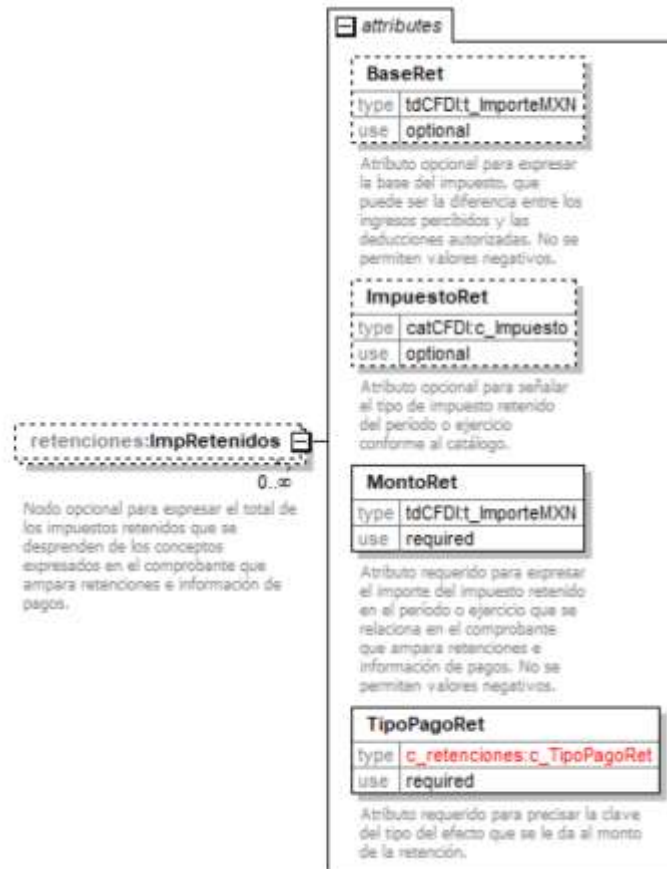 attributes
BaseRet
type tdCFDI:t_ImporteMXN
use optional
Atributo opcional para expresar
la base del impuesto, que
puede ser la diferencia entre los
ingresos percibidos y las
deducciones autorizadas. No se
permiten valores negativos.
ImpuestoRet
type catCFDI:c_Impuesto
use optional
Atributo opcional para señalar
el tipo de impuesto retenido
del periodo o ejercicio
conforme al catálogo.
retenciones:ImpRetenidos
0..∞
Nodo opcional para expresar el total de
los impuestos retenidos que se
desprenden de los conceptos
expresados en el comprobante que
ampara retenciones e información de
pagos.
MontoRet
type tdCFDI:t_ImporteMXN
use required
Atributo requerido para expresar
el importe del impuesto retenido
en el periodo o ejercicio que se
relaciona en el comprobante
que ampara retenciones e
información de pagos. No se
permiten valores negativos.
TipoPagoRet
type c_retenciones:c_TipoPagoRet
use required
Atributo requerido para precisar la clave
del tipo del efecto que se le da al monto
de la retención.